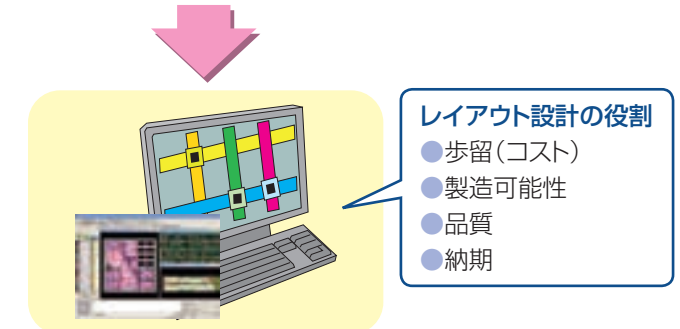 レイアウト設計の役割
●歩留（コスト）
●製造可能性
●品質
●納期